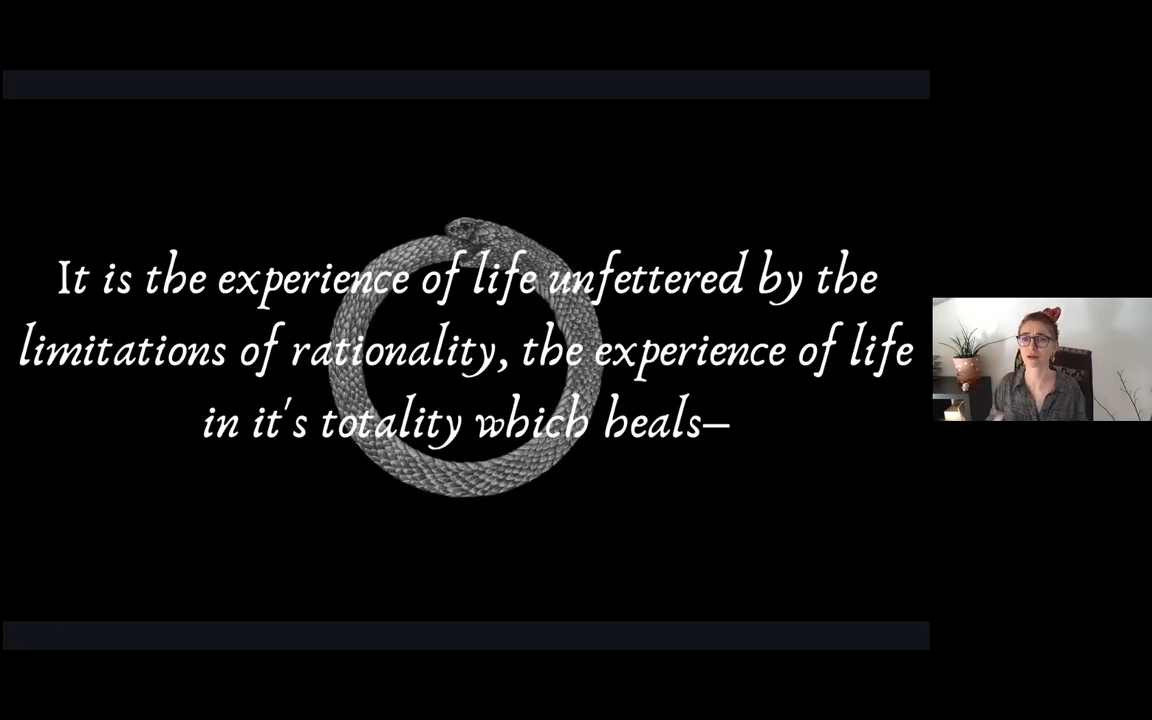 It is the experience of life unfettered by the
limitations of rationality, the experience of life
in it's totality which heals—